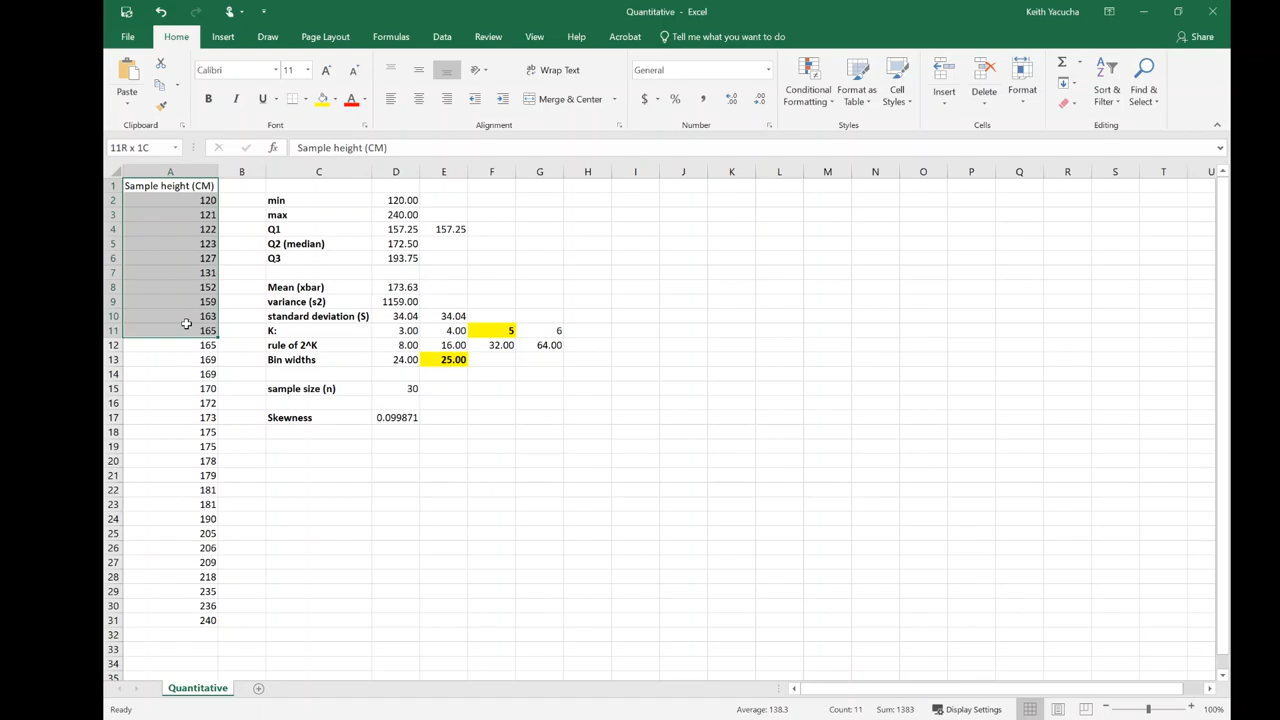 Quantitative - Excel
Keith Yacucha
File Home Insert Draw Page Layout Formulas Data Review View Help Acrobat Tell me what you want to do Share
Calibri 11 Wrap Text General
Paste
B I U Merge & Center $ % , Conditional Formatting Format as Table Cell Styles Insert Delete Format Sort & Filter Find & Select
Clipboard Font Alignment Number Styles Cells Editing
11R x 1C fx Sample height (CM)
A B C D E F G H I J K L M N O P Q R S T U
1 Sample height (CM)
2 120 min 120.00
3 121 max 240.00
4 122 Q1 157.25 157.25
5 123 Q2 (median) 172.50
6 127 Q3 193.75
7 131
8 152 Mean (xbar) 173.63
9 159 variance (s2) 1159.00
10 163 standard deviation (S) 34.04 34.04
11 165 K: 3.00 4.00 5 6
12 165 rule of 2^K 8.00 16.00 32.00 64.00
13 169 Bin widths 24.00 25.00
14 169
15 170 sample size (n) 30
16 172
17 173 Skewness 0.099871
18 175
19 175
20 178
21 179
22 181
23 181
24 190
25 205
26 206
27 209
28 218
29 235
30 236
31 240
32
33
34
35
Quantitative
Ready Average: 138.3 Count: 11 Sum: 1383 Display Settings 100%